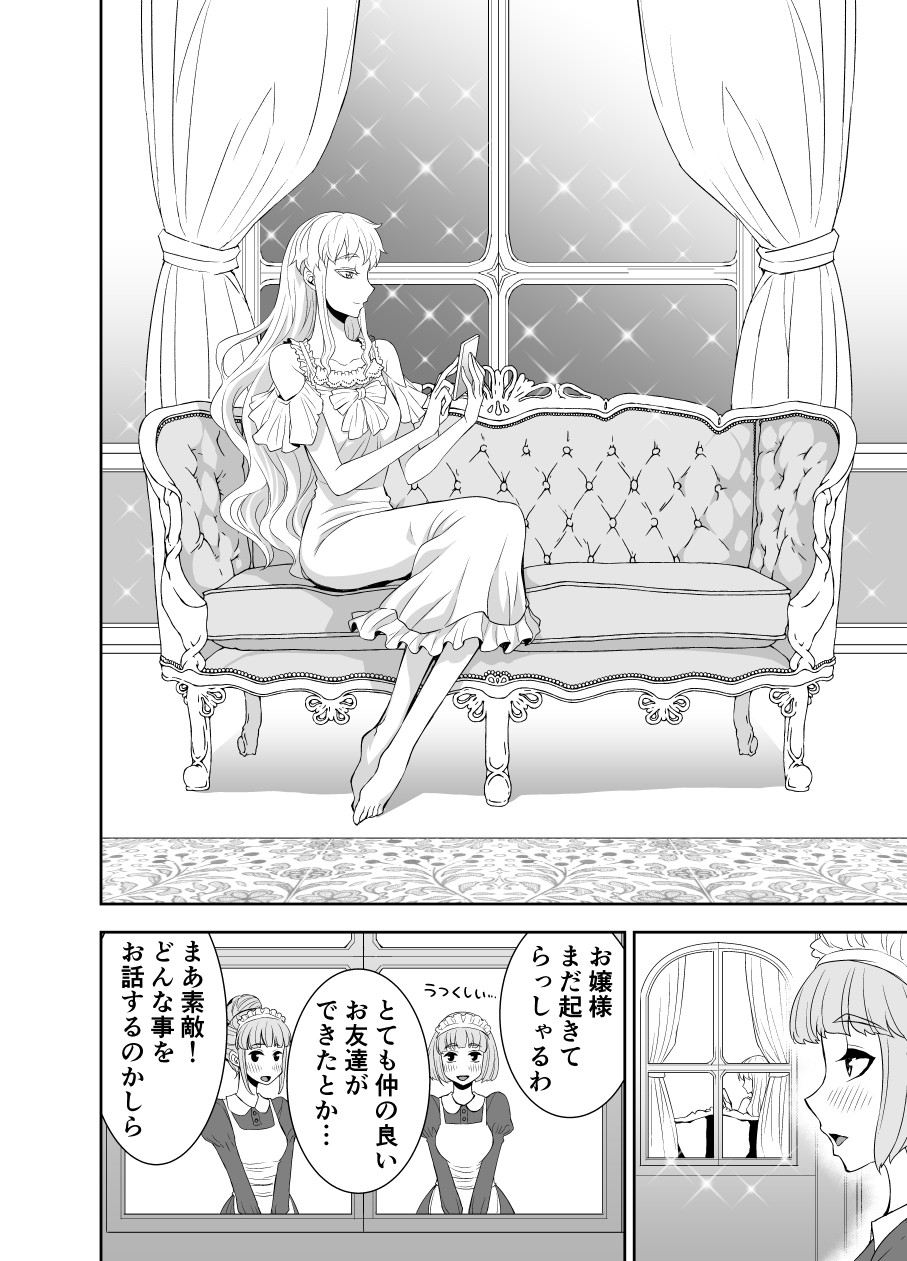 お嬢様
まだ起きて
らっしゃるわ
うつくしい…
とても仲の良い
お友達が
できたとか…
まあ素敵！
どんな事を
お話するのかしら